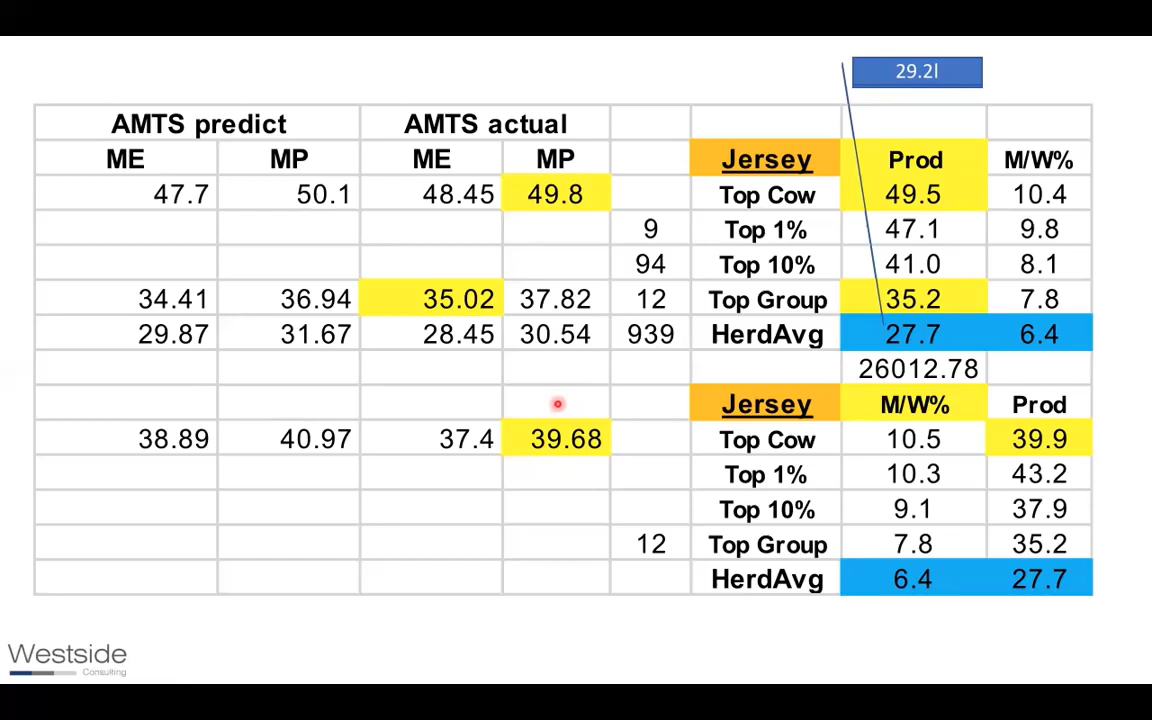 29.2l
AMTS predict AMTS actual
ME MP ME MP Jersey Prod M/W%
47.7 50.1 48.45 49.8 Top Cow 49.5 10.4
9 Top 1% 47.1 9.8
94 Top 10% 41.0 8.1
34.41 36.94 35.02 37.82 12 Top Group 35.2 7.8
29.87 31.67 28.45 30.54 939 HerdAvg 27.7 6.4
26012.78
Jersey M/W% Prod
38.89 40.97 37.4 39.68 Top Cow 10.5 39.9
Top 1% 10.3 43.2
Top 10% 9.1 37.9
12 Top Group 7.8 35.2
HerdAvg 6.4 27.7
Westside
Consulting